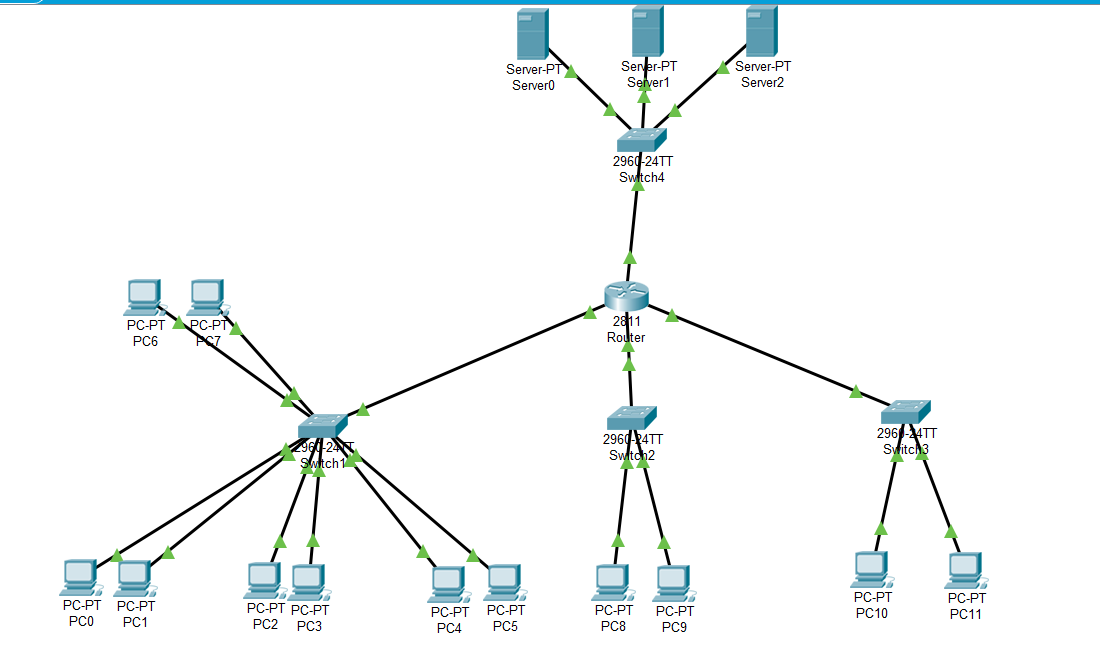 Server-PT
Server0
Server-PT
Server1
Server-PT
Server2
2960-24TT
Switch4
PC-PT
PC6
PC-PT
PC7
2811
Router
2960-24TT
Switch1
2960-24TT
Switch2
2960-24TT
Switch3
PC-PT
PC0
PC-PT
PC1
PC-PT
PC2
PC-PT
PC3
PC-PT
PC4
PC-PT
PC5
PC-PT
PC8
PC-PT
PC9
PC-PT
PC10
PC-PT
PC11